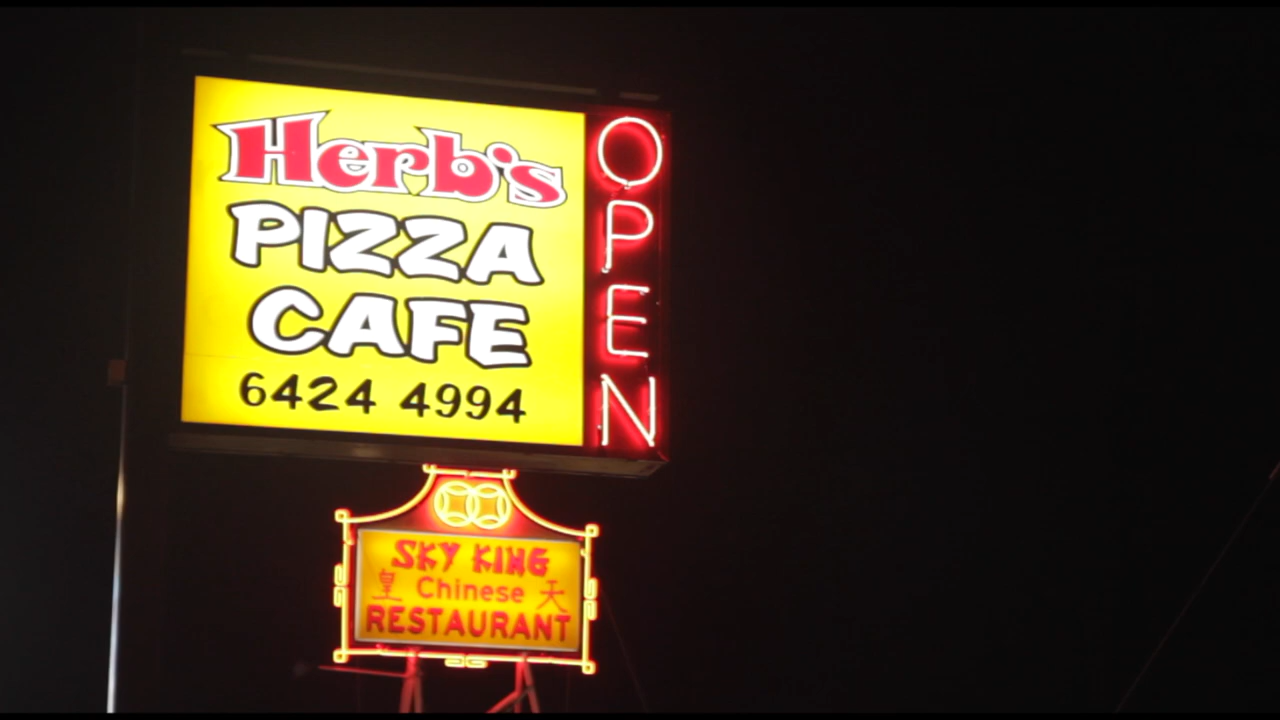 Herb's
PIZZA
CAFE
6424 4994
OPEN
SKY KING
皇 Chinese 天
RESTAURANT